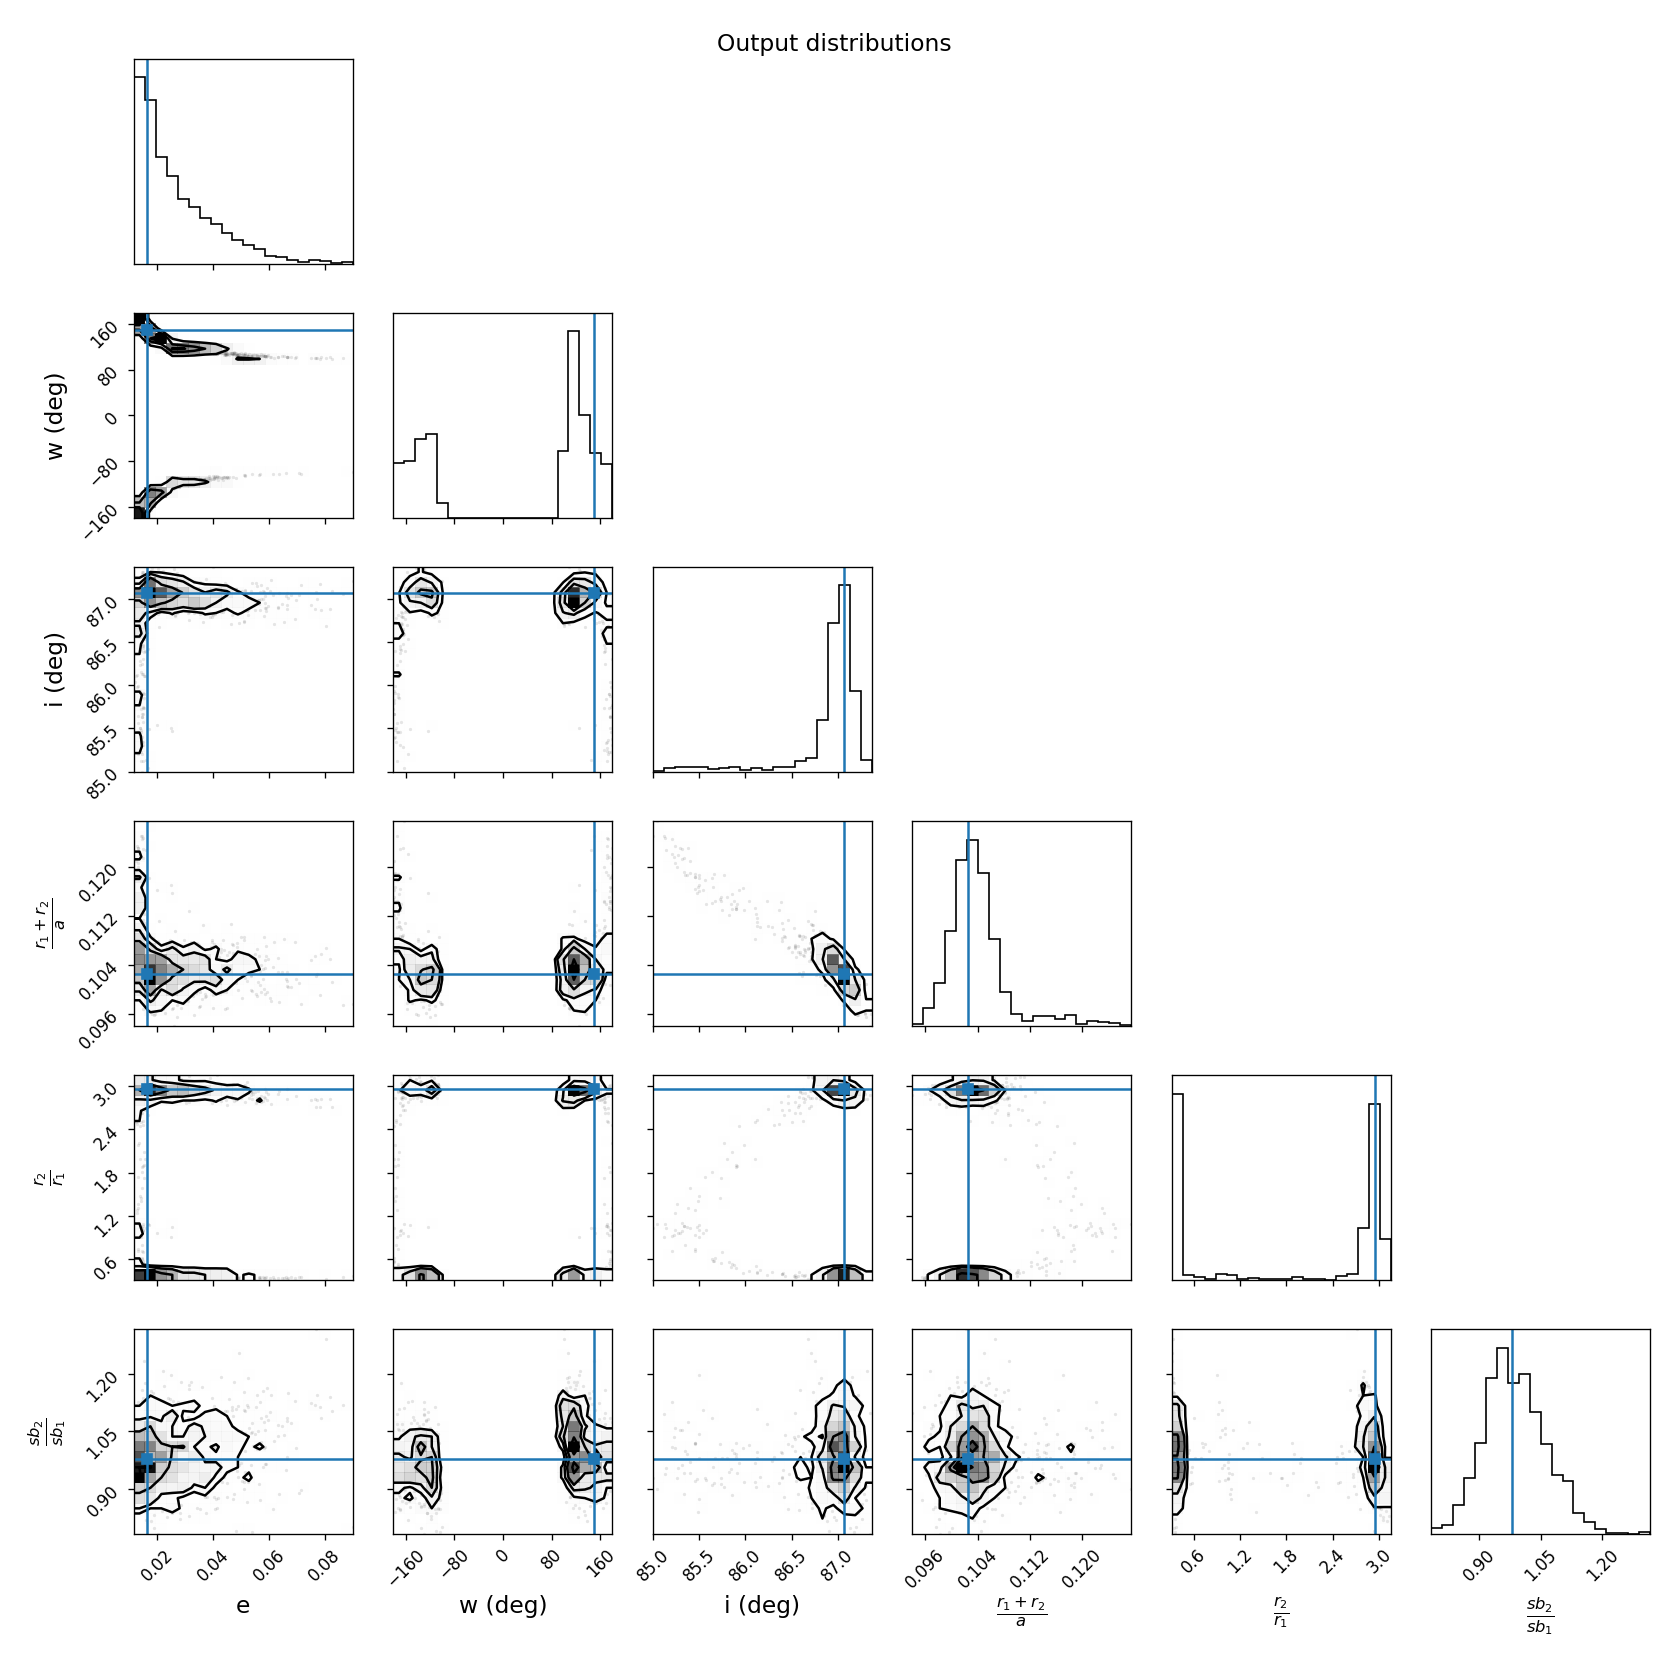 Output distributions
160
80
0
−80
−160
w (deg)
87.0
86.5
86.0
85.5
85.0
i (deg)
0.120
0.112
0.104
0.096
r₁ + r₂
a
3.0
2.4
1.8
1.2
0.6
r₂
r₁
1.20
1.05
0.90
sb₂
sb₁
0.02 0.04 0.06 0.08
−160 −80 0 80 160
85.0 85.5 86.0 86.5 87.0
0.096 0.104 0.112 0.120
0.6 1.2 1.8 2.4 3.0
0.90 1.05 1.20
e
w (deg)
i (deg)
r₁ + r₂
a
r₂
r₁
sb₂
sb₁